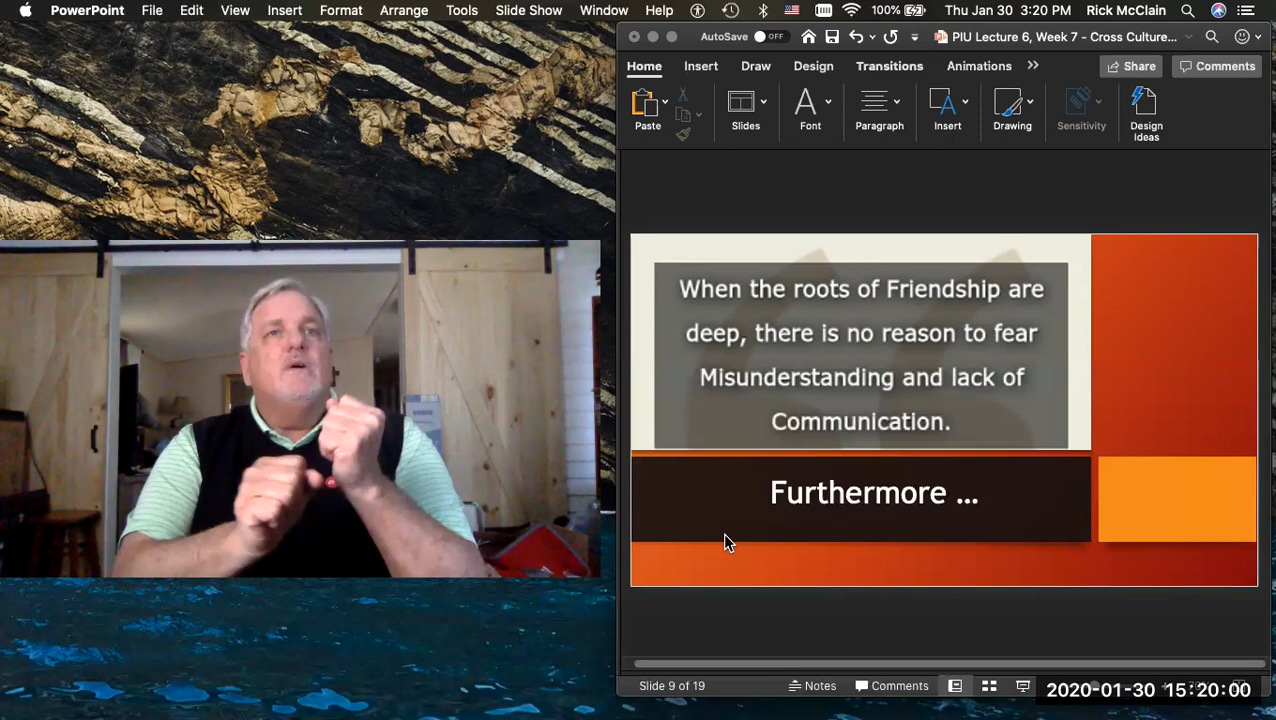 PowerPoint File Edit View Insert Format Arrange Tools Slide Show Window Help 100% Thu Jan 30 3:20 PM Rick McClain
AutoSave OFF PIU Lecture 6, Week 7 - Cross Culture...
Home Insert Draw Design Transitions Animations Share Comments
Paste Slides Font Paragraph Insert Drawing Sensitivity Design Ideas
When the roots of Friendship are
deep, there is no reason to fear
Misunderstanding and lack of
Communication.
Furthermore ...
Slide 9 of 19 Notes Comments
2020-01-30 15:20:00